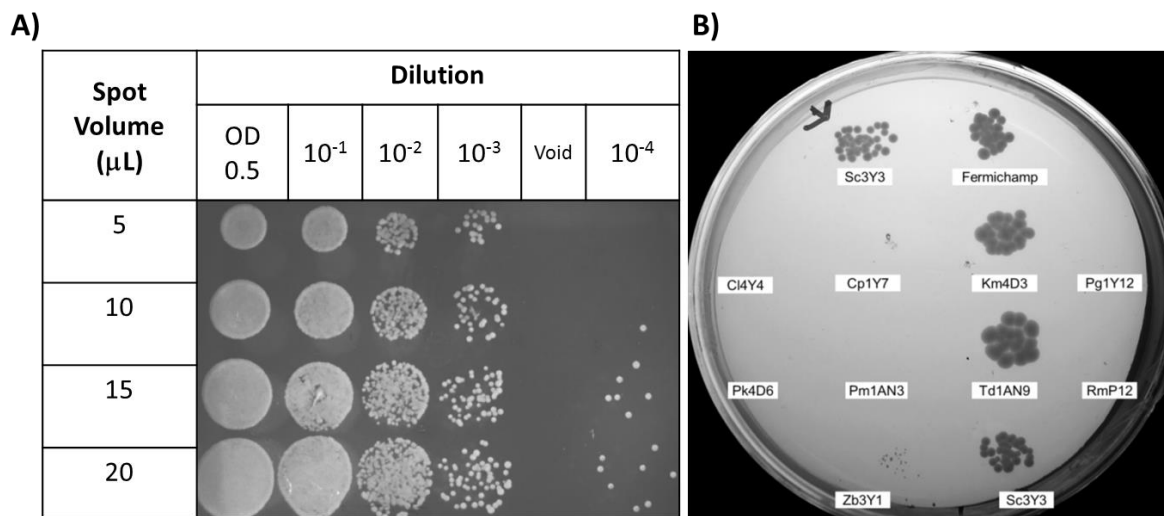 A)
B)
Spot
Volume
(μL)
Dilution
OD
0.5
10⁻¹
10⁻²
10⁻³
Void
10⁻⁴
5
10
15
20
Sc3Y3
Fermichamp
Cl4Y4
Cp1Y7
Km4D3
Pg1Y12
Pk4D6
Pm1AN3
Td1AN9
RmP12
Zb3Y1
Sc3Y3